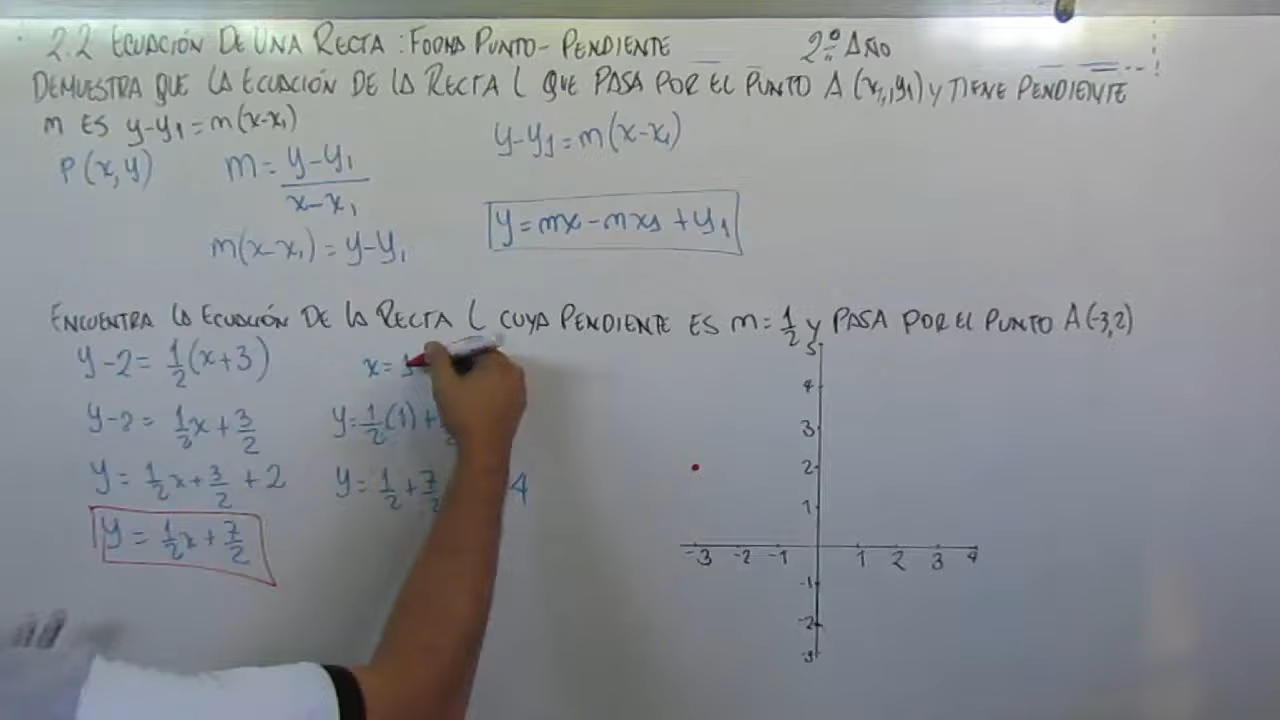 2.2 ECUACIÓN DE UNA RECTA: FORMA PUNTO-PENDIENTE 2º AÑO
DEMUESTRA QUE LA ECUACIÓN DE LA RECTA L QUE PASA POR EL PUNTO A(x₁,y₁) Y TIENE PENDIENTE
m ES y-y₁=m(x-x₁)
P(x,y)
m=y-y₁/x-x₁
m(x-x₁)=y-y₁
y-y₁=m(x-x₁)
y=mx-mx₁+y₁
ENCUENTRA LA ECUACIÓN DE LA RECTA L CUYA PENDIENTE ES m=1/2 y PASA POR EL PUNTO A(-3,2)
y-2=1/2(x+3)
y-2=1/2x+3/2
y=1/2x+3/2+2
y=1/2x+7/2
x=1
y=1/2(1)+
y=1/2+7/2
4
5
4
3
2
1
-3 -2 -1 1 2 3 4
-1
-2
-3